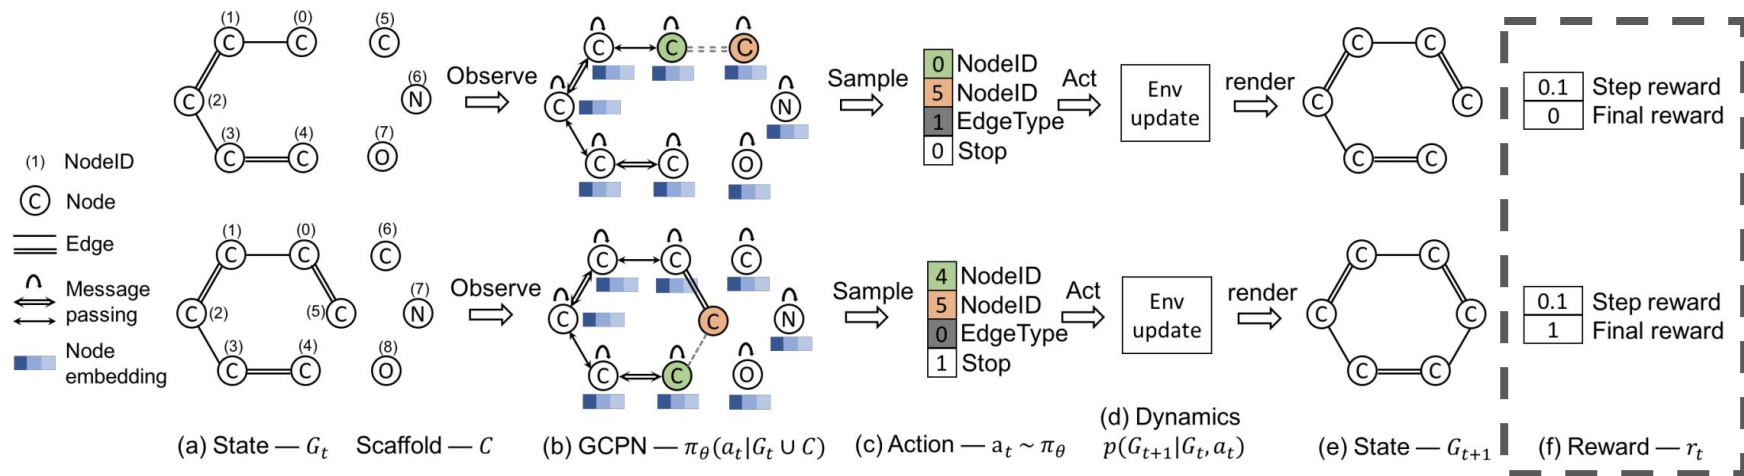 (1) NodeID
C Node
Edge
Message
passing
Node
embedding
(1) (0) (5)
C C C
(6)
C (2) N
(3) (4) (7)
C C O
Observe
C C C
C N
C C O
Sample
0 NodeID
5 NodeID
1 EdgeType
0 Stop
Act
Env
update
render
C C
C C
C C
0.1 Step reward
0 Final reward
(1) (0) (6)
C C C
(7)
C (2) (5) C N
(3) (4) (8)
C C O
Observe
C C C
C C N
C C O
Sample
4 NodeID
5 NodeID
0 EdgeType
1 Stop
Act
Env
update
render
C C
C C
C C
0.1 Step reward
1 Final reward
(a) State — Gₜ Scaffold — C
(b) GCPN — π_θ(aₜ|Gₜ ∪ C)
(c) Action — aₜ ~ π_θ
(d) Dynamics
p(Gₜ₊₁|Gₜ, aₜ)
(e) State — Gₜ₊₁
(f) Reward — rₜ